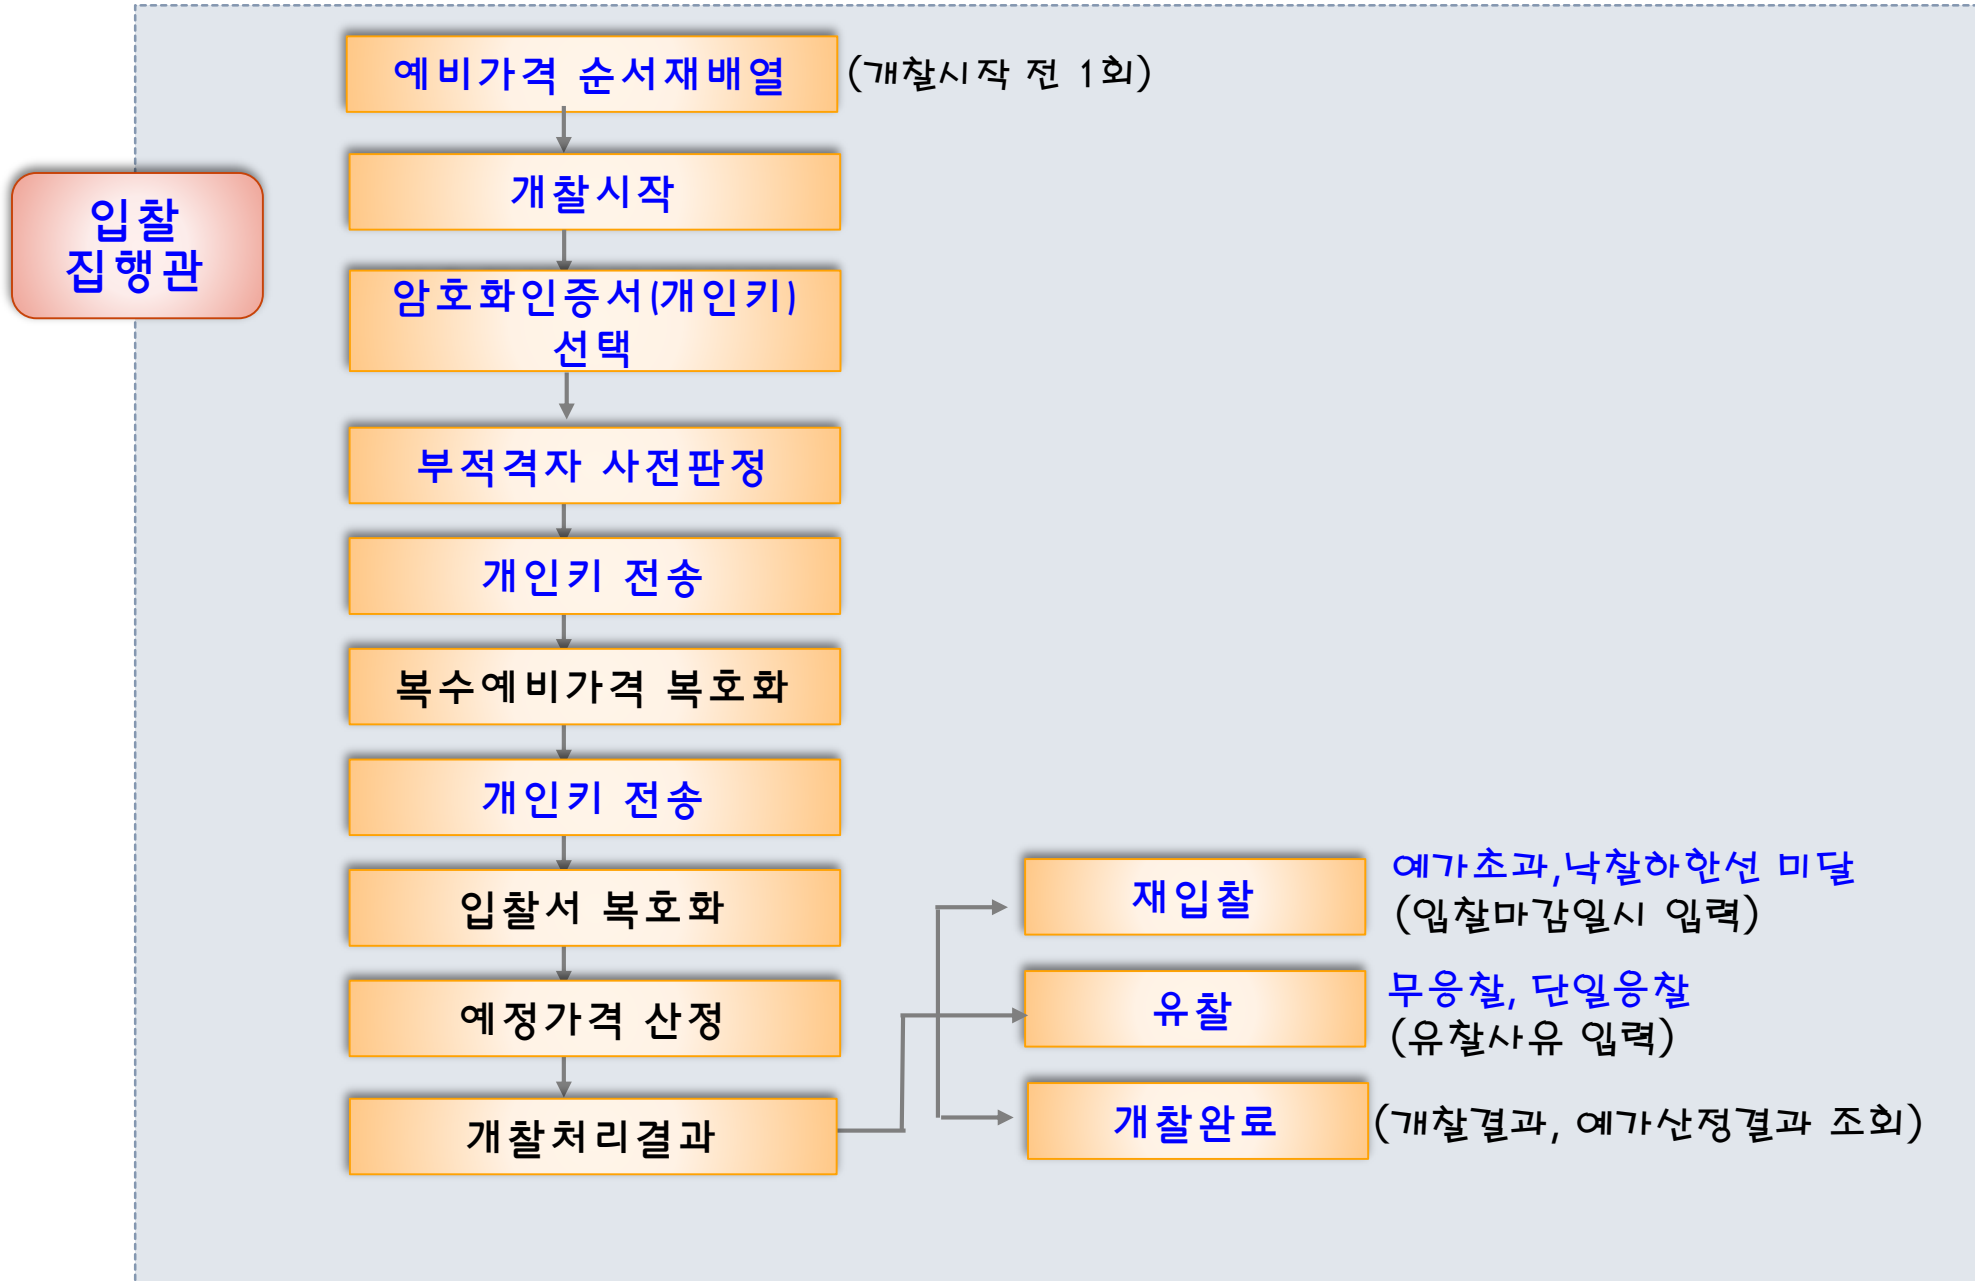 예비가격 순서재배열
(개찰시작 전 1회)
개찰시작
입찰
집행관
암호화인증서(개인키)
선택
부적격자 사전판정
개인키 전송
복수예비가격 복호화
개인키 전송
입찰서 복호화
예정가격 산정
개찰처리결과
재입찰
예가초과,낙찰하안선 미달
(입찰마감일시 입력)
유찰
무응찰, 단일응찰
(유찰사유 입력)
개찰완료
(개찰결과, 예가산정결과 조회)